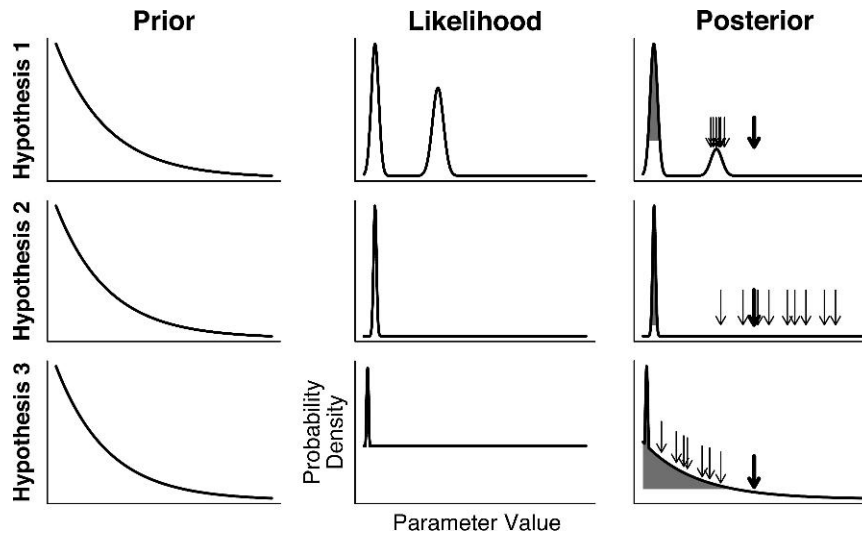 Prior
Likelihood
Posterior
Hypothesis 1
Hypothesis 2
Hypothesis 3
Probability
Density
Parameter Value